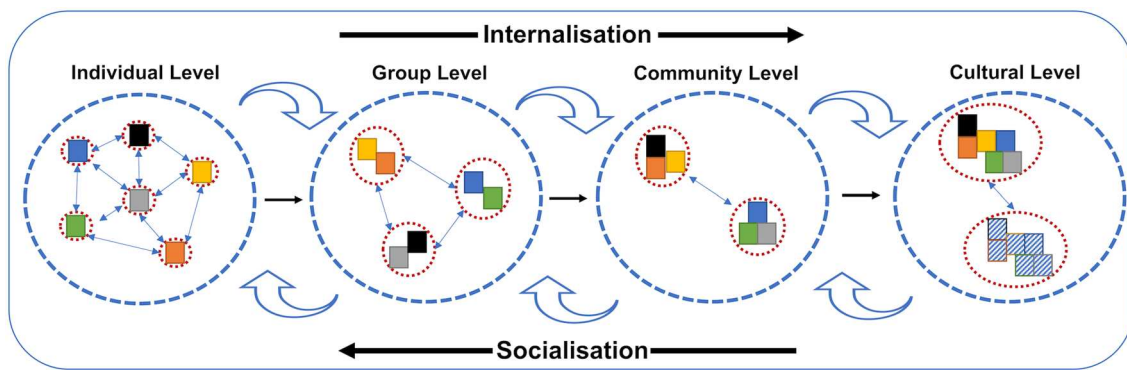 Internalisation
Individual Level
Group Level
Community Level
Cultural Level
Socialisation